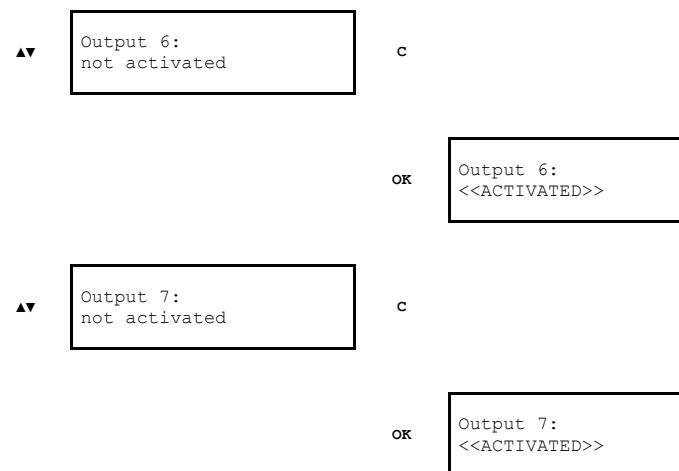 ▲▼
Output 6:
not activated
C
OK
Output 6:
<<ACTIVATED>>
▲▼
Output 7:
not activated
C
OK
Output 7:
<<ACTIVATED>>